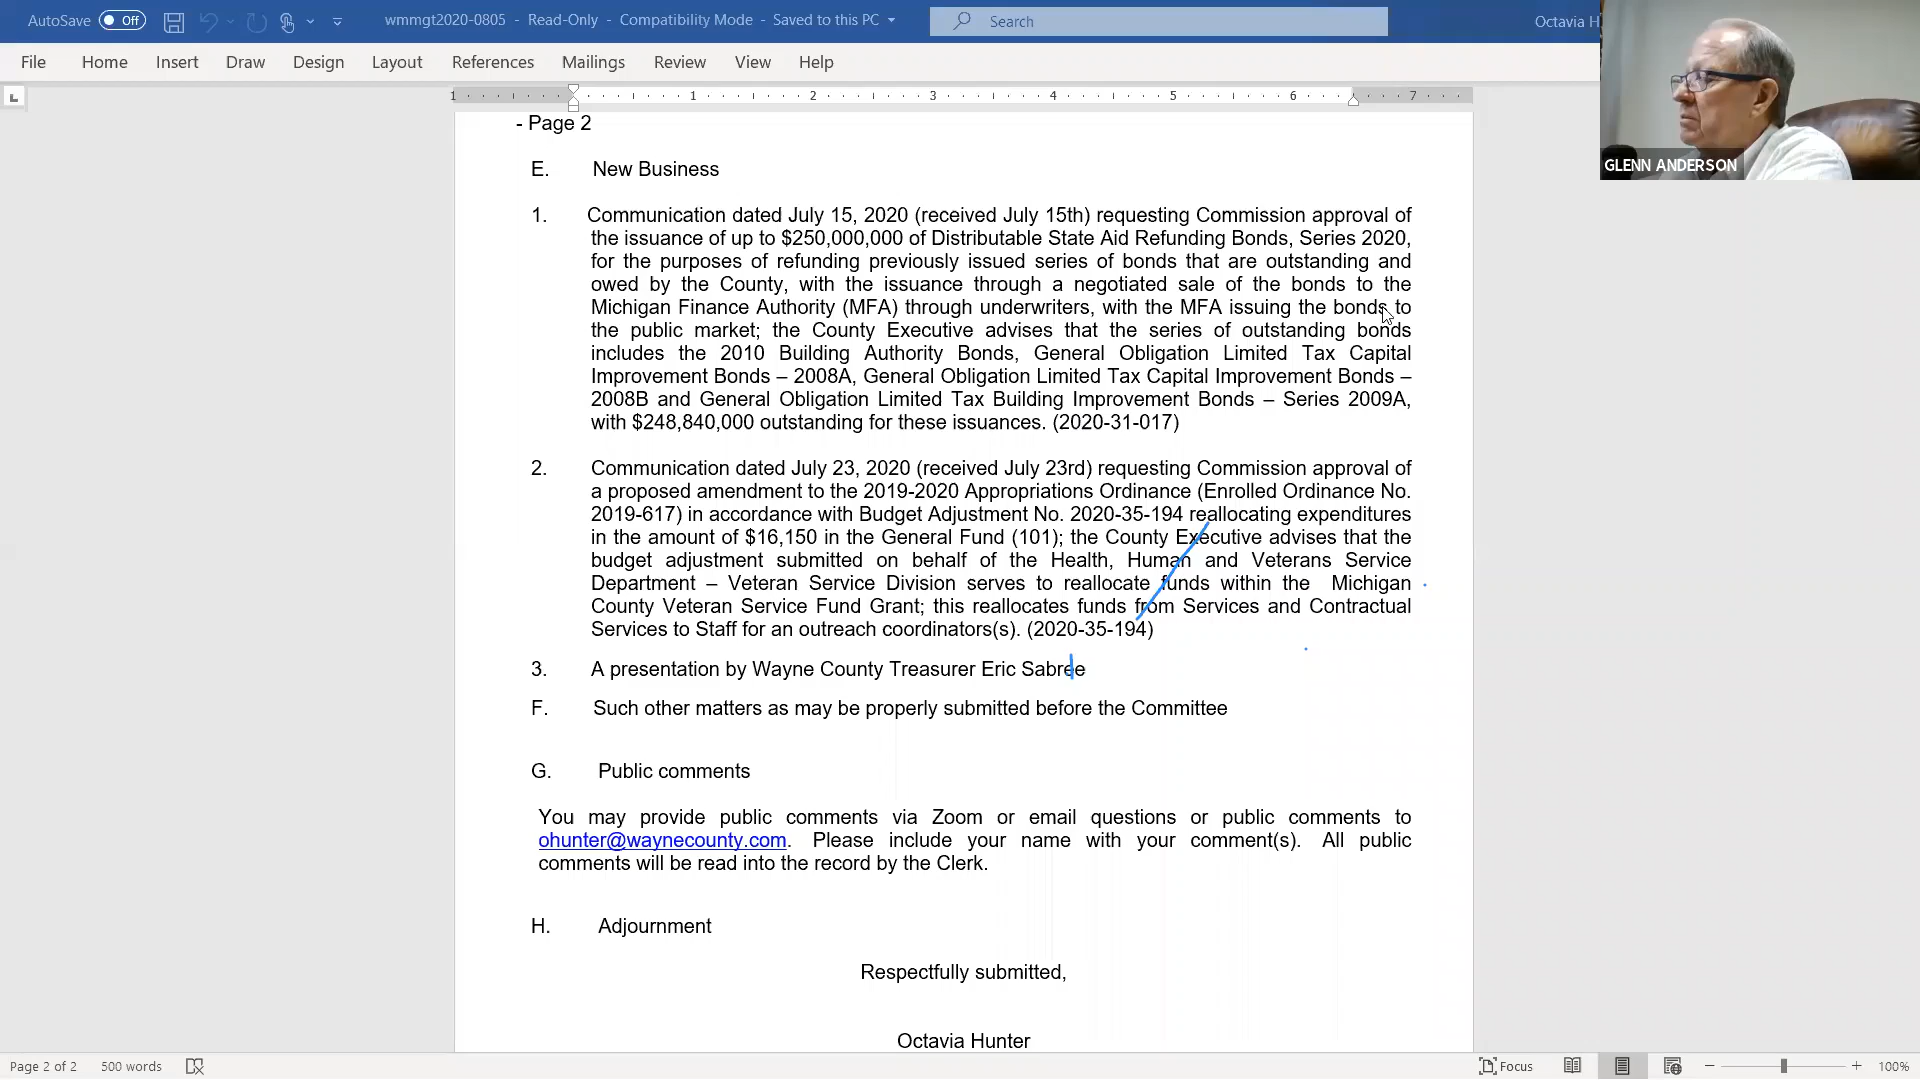 AutoSave Off wmmgt2020-0805 - Read-Only - Compatibility Mode - Saved to this PC Search Octavia H
File Home Insert Draw Design Layout References Mailings Review View Help
GLENN ANDERSON
1 1 2 3 4 5 6 7
- Page 2
E. New Business
1. Communication dated July 15, 2020 (received July 15th) requesting Commission approval of
the issuance of up to $250,000,000 of Distributable State Aid Refunding Bonds, Series 2020,
for the purposes of refunding previously issued series of bonds that are outstanding and
owed by the County, with the issuance through a negotiated sale of the bonds to the
Michigan Finance Authority (MFA) through underwriters, with the MFA issuing the bonds to
the public market; the County Executive advises that the series of outstanding bonds
includes the 2010 Building Authority Bonds, General Obligation Limited Tax Capital
Improvement Bonds – 2008A, General Obligation Limited Tax Capital Improvement Bonds –
2008B and General Obligation Limited Tax Building Improvement Bonds – Series 2009A,
with $248,840,000 outstanding for these issuances. (2020-31-017)
2. Communication dated July 23, 2020 (received July 23rd) requesting Commission approval of
a proposed amendment to the 2019-2020 Appropriations Ordinance (Enrolled Ordinance No.
2019-617) in accordance with Budget Adjustment No. 2020-35-194 reallocating expenditures
in the amount of $16,150 in the General Fund (101); the County Executive advises that the
budget adjustment submitted on behalf of the Health, Human and Veterans Service
Department – Veteran Service Division serves to reallocate funds within the Michigan
County Veteran Service Fund Grant; this reallocates funds from Services and Contractual
Services to Staff for an outreach coordinators(s). (2020-35-194)
3. A presentation by Wayne County Treasurer Eric Sabree
F. Such other matters as may be properly submitted before the Committee
G. Public comments
You may provide public comments via Zoom or email questions or public comments to
ohunter@waynecounty.com. Please include your name with your comment(s). All public
comments will be read into the record by the Clerk.
H. Adjournment
Respectfully submitted,
Octavia Hunter
Page 2 of 2 500 words Focus 100%